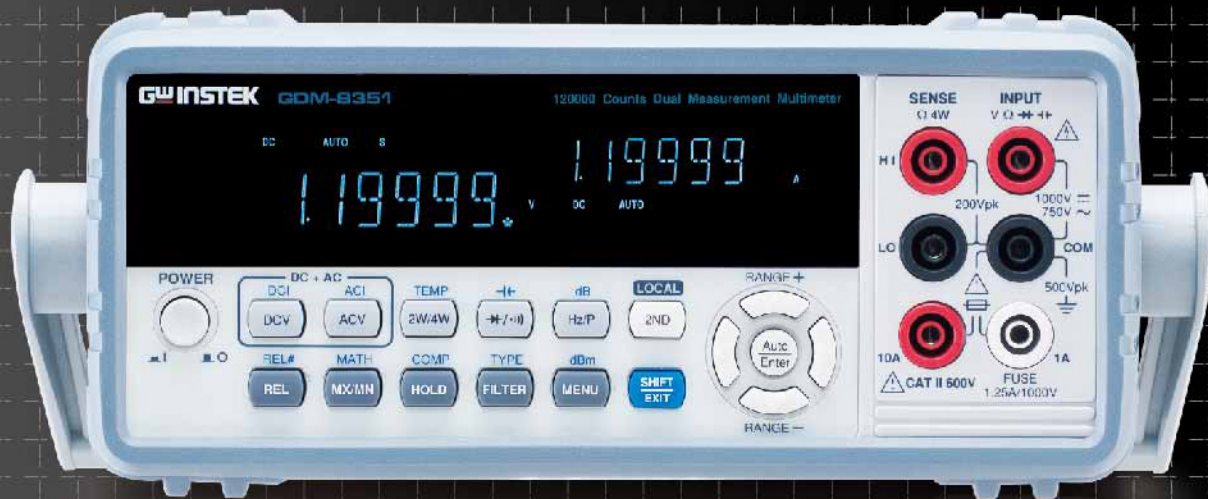 GWINSTEK GDM-8351 120000 Counts Dual Measurement Multimeter
DC AUTO S
1.19999 V
1.19999 A
DC AUTO
POWER
I O
DC + AC
DCI ACI TEMP dB LOCAL
DCV ACV 2W/4W Hz/P 2ND
REL# MATH COMP TYPE dBm
REL MX/MN HOLD FILTER MENU SHIFT
EXIT
RANGE +
Auto
Enter
RANGE −
SENSE INPUT
Ω 4W V Ω
HI
200Vpk
1000V
750V
LO COM
500Vpk
10A 1A
CAT II 600V
FUSE
1.25A/1000V